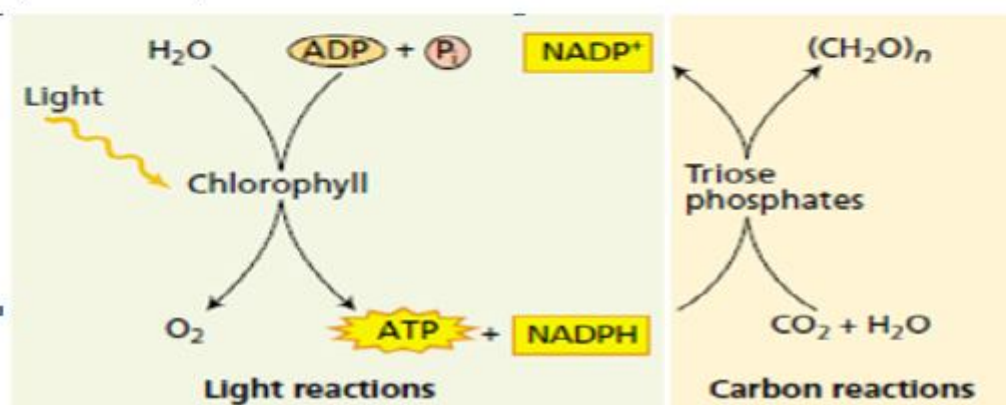 H₂O ADP + Pᵢ NADP⁺ (CH₂O)ₙ
Light
Chlorophyll
Triose
phosphates
O₂ ATP + NADPH CO₂ + H₂O
Light reactions Carbon reactions